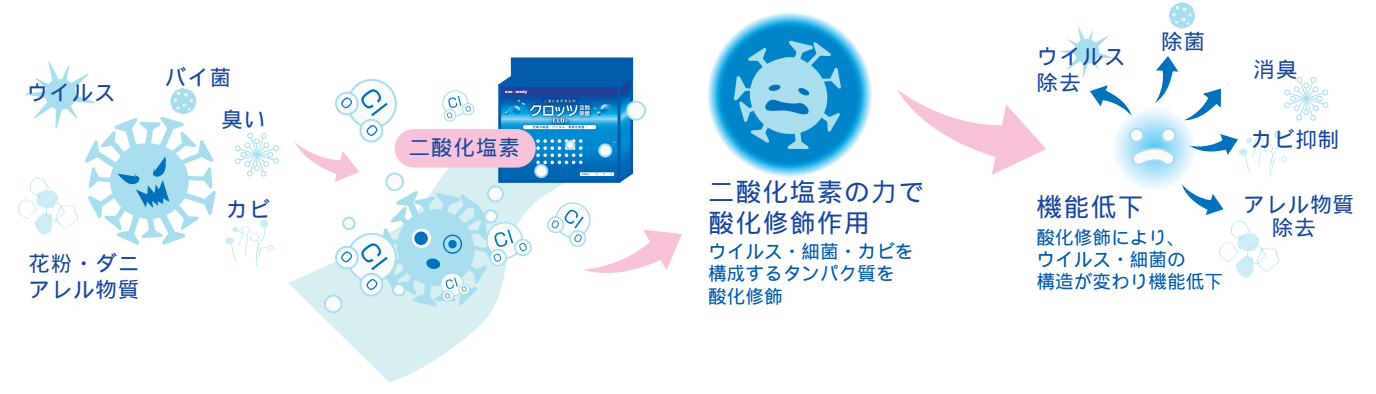 ウイルス
バイ菌
臭い
カビ
花粉・ダニ
アレル物質
Cl
O
O
Cl
O
O
二酸化塩素
クロッツ 空間
除菌
CLO2
Cl
O
O
Cl
O
O
Cl
O
O
Cl
O
O
二酸化塩素の力で
酸化修飾作用
ウイルス・細菌・カビを
構成するタンパク質を
酸化修飾
ウイルス
除去
除菌
消臭
カビ抑制
アレル物質
除去
機能低下
酸化修飾により、
ウイルス・細菌の
構造が変わり機能低下